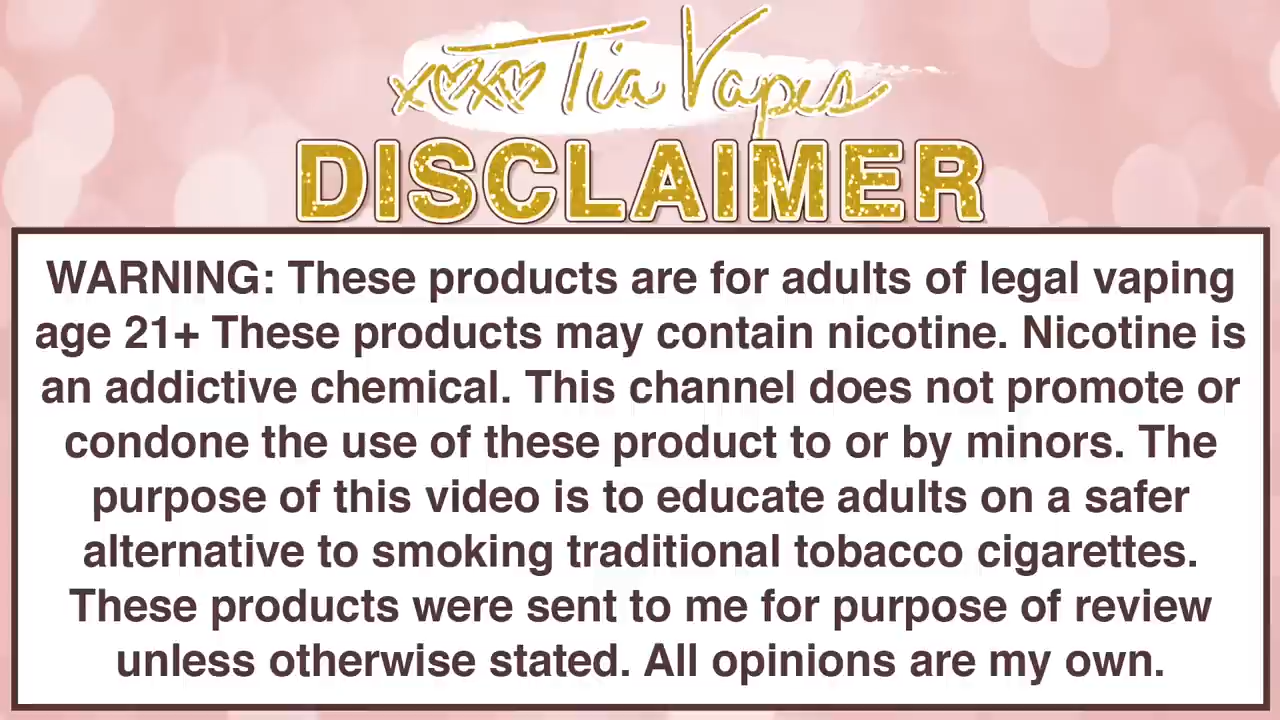 xoxo Tia Vapes
DISCLAIMER
WARNING: These products are for adults of legal vaping
age 21+ These products may contain nicotine. Nicotine is
an addictive chemical. This channel does not promote or
condone the use of these product to or by minors. The
purpose of this video is to educate adults on a safer
alternative to smoking traditional tobacco cigarettes.
These products were sent to me for purpose of review
unless otherwise stated. All opinions are my own.